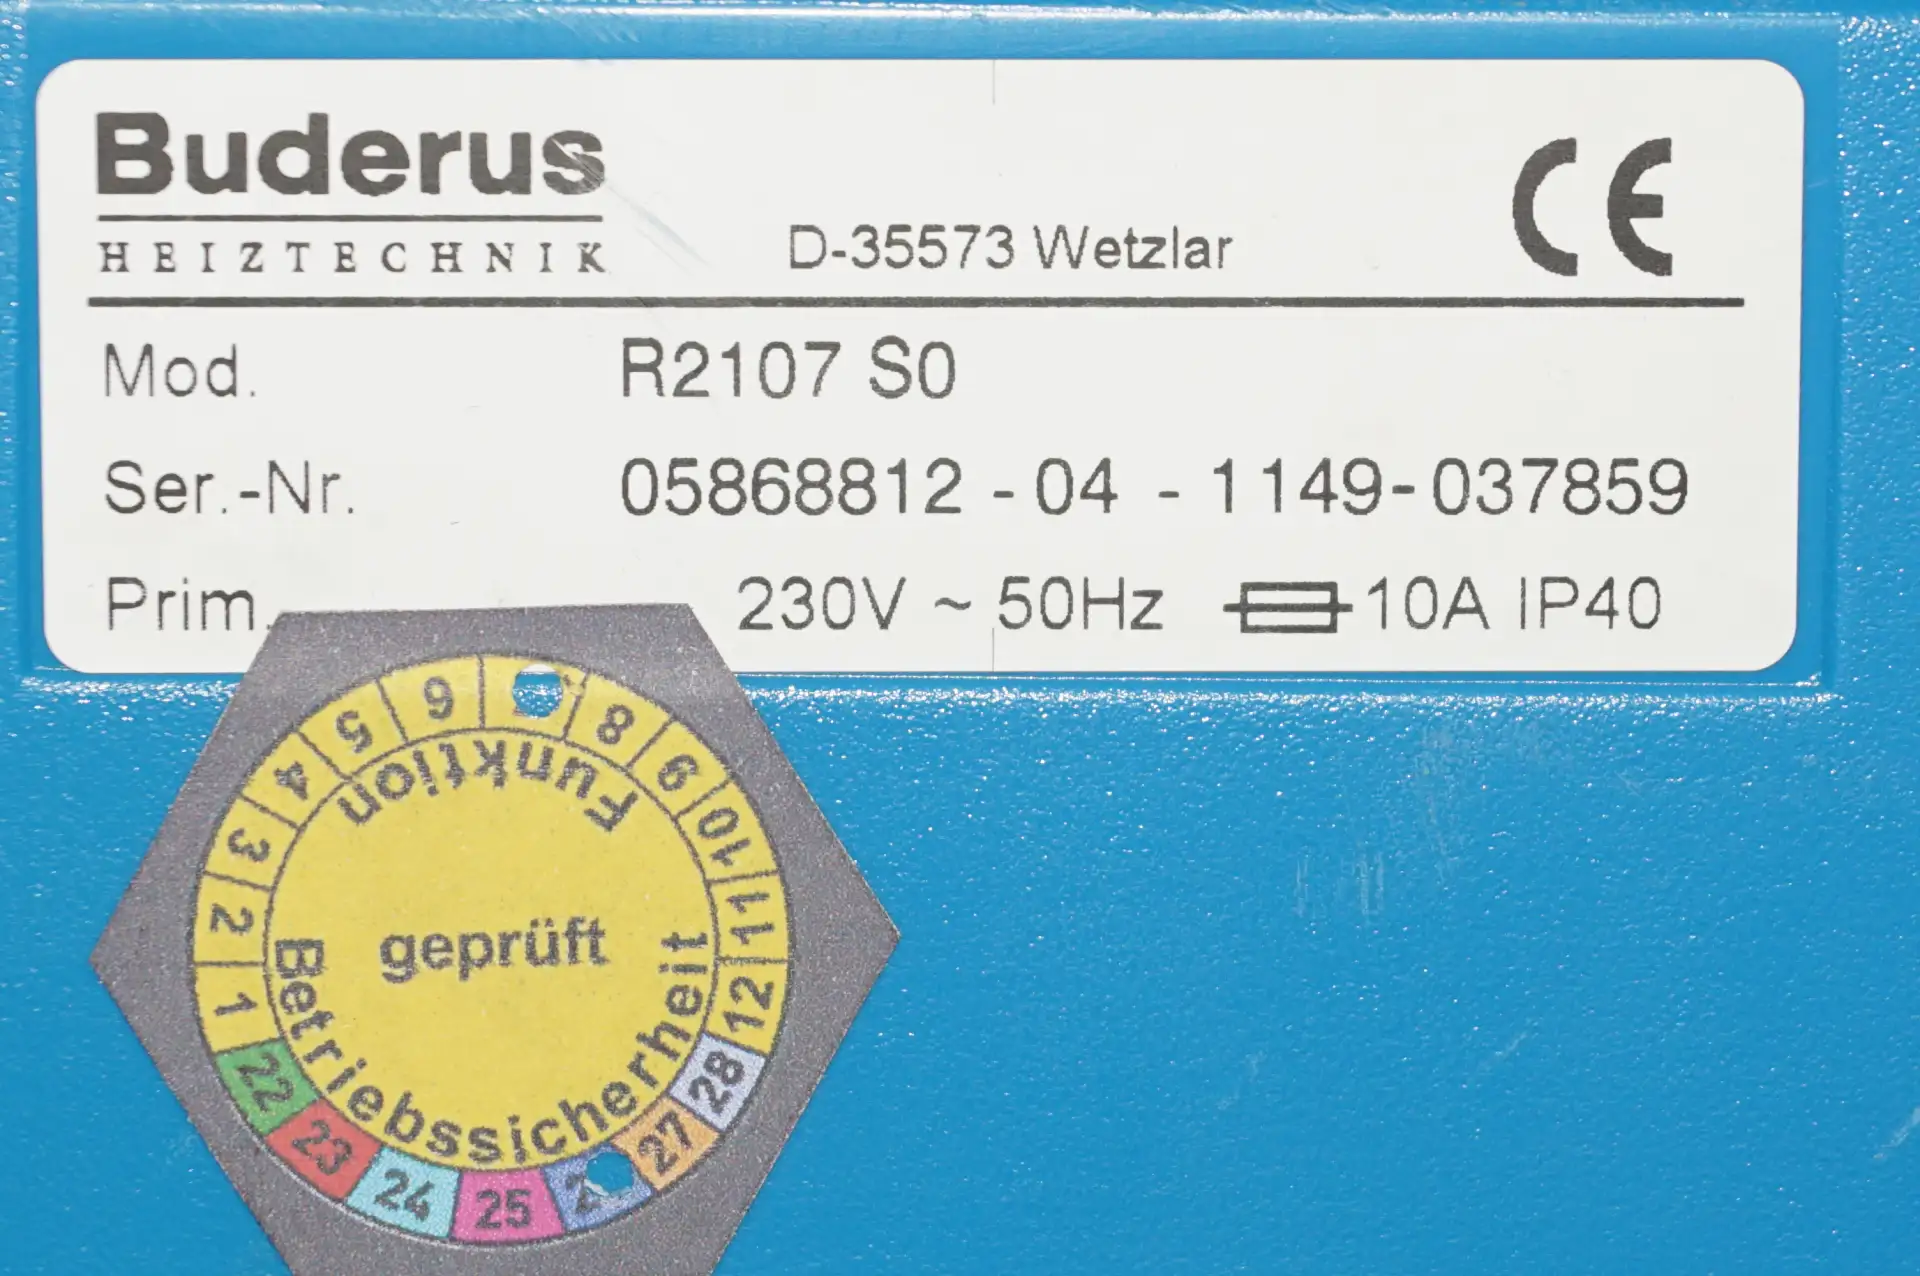 Buderus
HEIZTECHNIK
D-35573 Wetzlar
CE
Mod. R2107 S0
Ser.-Nr. 05868812 - 04 - 1149-037859
Prim. 230V ~ 50Hz 10A IP40
1 2 3 4 5 6 8 9 10 11 12
Funktion
geprüft
Betriebssicherheit
22 23 24 25 27 28